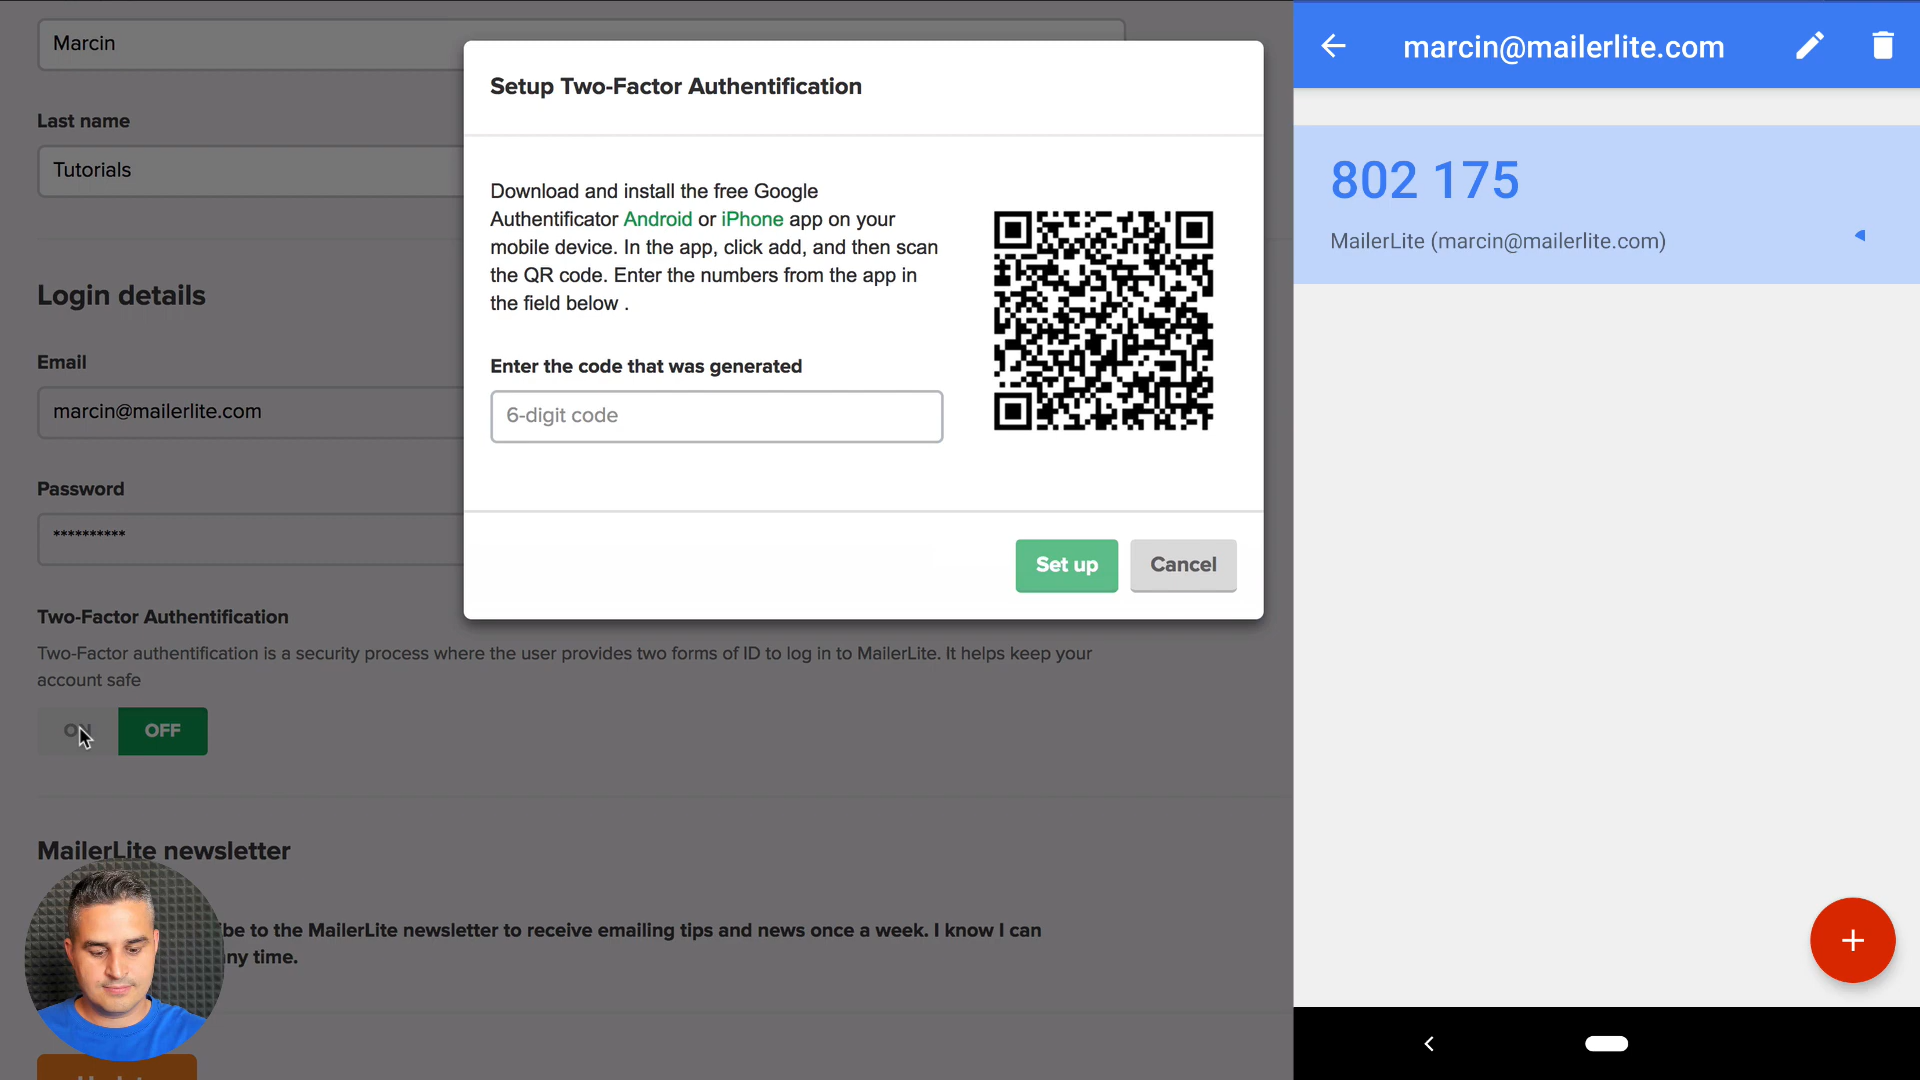 Marcin
Last name
Tutorials
Login details
Email
marcin@mailerlite.com
Password
**********
Two-Factor Authentification
Two-Factor authentification is a security process where the user provides two forms of ID to log in to MailerLite. It helps keep your
account safe
ON OFF
MailerLite newsletter
be to the MailerLite newsletter to receive emailing tips and news once a week. I know I can
any time.
Setup Two-Factor Authentification
Download and install the free Google
Authentificator Android or iPhone app on your
mobile device. In the app, click add, and then scan
the QR code. Enter the numbers from the app in
the field below .
Enter the code that was generated
6-digit code
Set up Cancel
marcin@mailerlite.com
802 175
MailerLite (marcin@mailerlite.com)